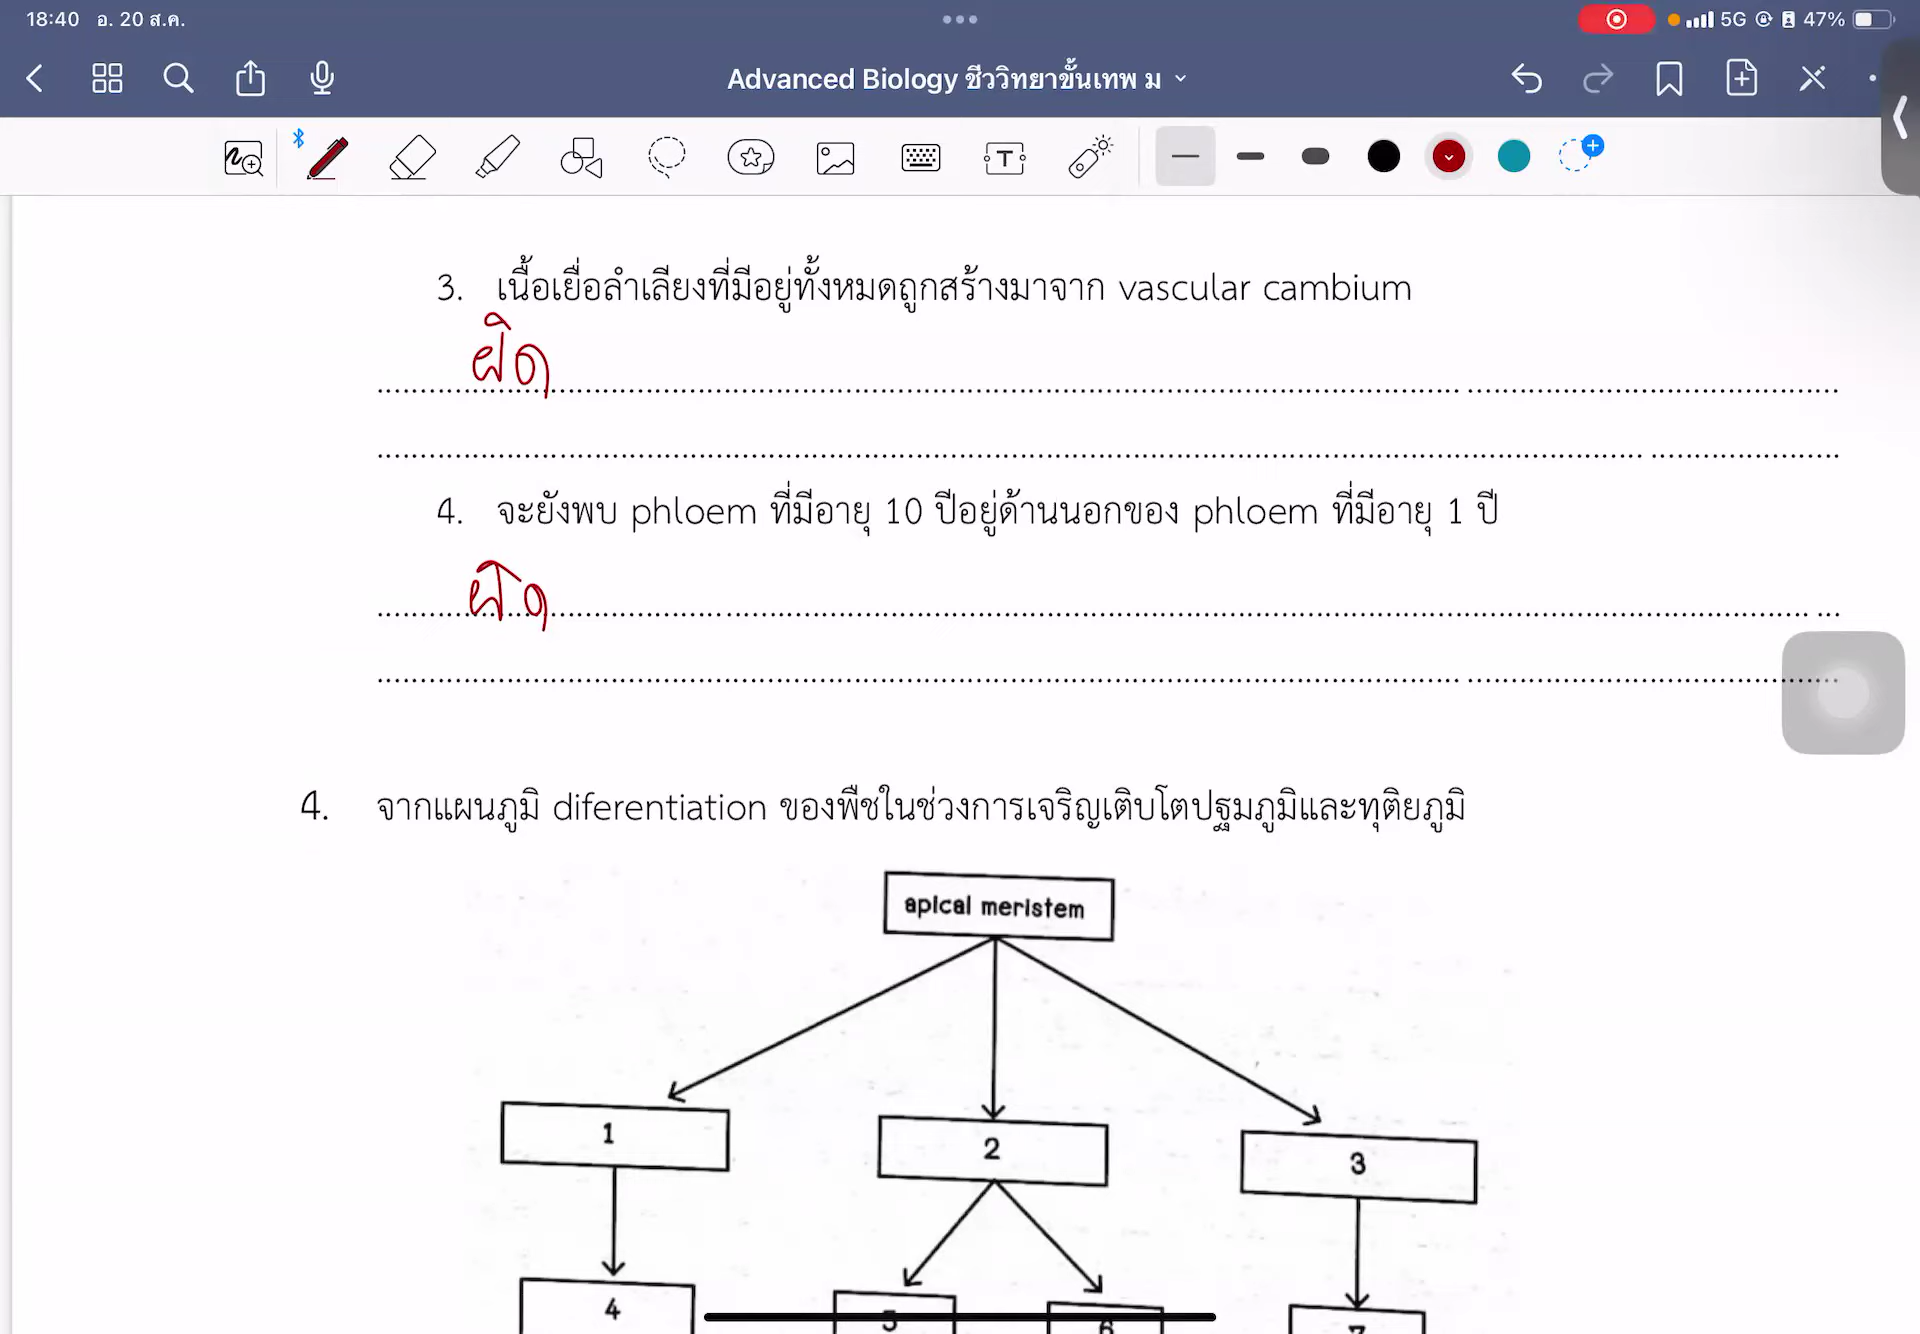 18:40 อ. 20 ส.ค.
5G 47%
Advanced Biology ชีววิทยาขั้นเทพ ม
3. เนื้อเยื่อลำเลียงที่มีอยู่ทั้งหมดถูกสร้างมาจาก vascular cambium
ผิด
4. จะยังพบ phloem ที่มีอายุ 10 ปีอยู่ด้านนอกของ phloem ที่มีอายุ 1 ปี
ผิด
4. จากแผนภูมิ diferentiation ของพืชในช่วงการเจริญเติบโตปฐมภูมิและทุติยภูมิ
apical meristem
1 2 3
4 5 6 7